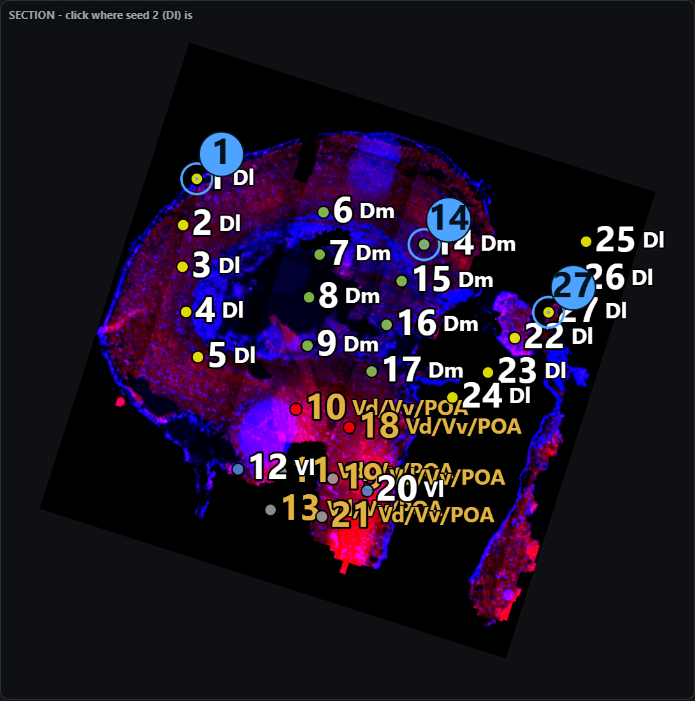 SECTION - click where seed 2 (Dl) is
1
1 Dl
2 Dl
6 Dm
14
14 Dm
25 Dl
3 Dl
7 Dm
15 Dm
27
26 Dl
4 Dl
8 Dm
16 Dm
27 Dl
5 Dl
9 Dm
22 Dl
17 Dm
23 Dl
10 Vd/Vv/POA
24 Dl
18 Vd/Vv/POA
12 Vl
20 Vl
13
21 Vd/Vv/POA